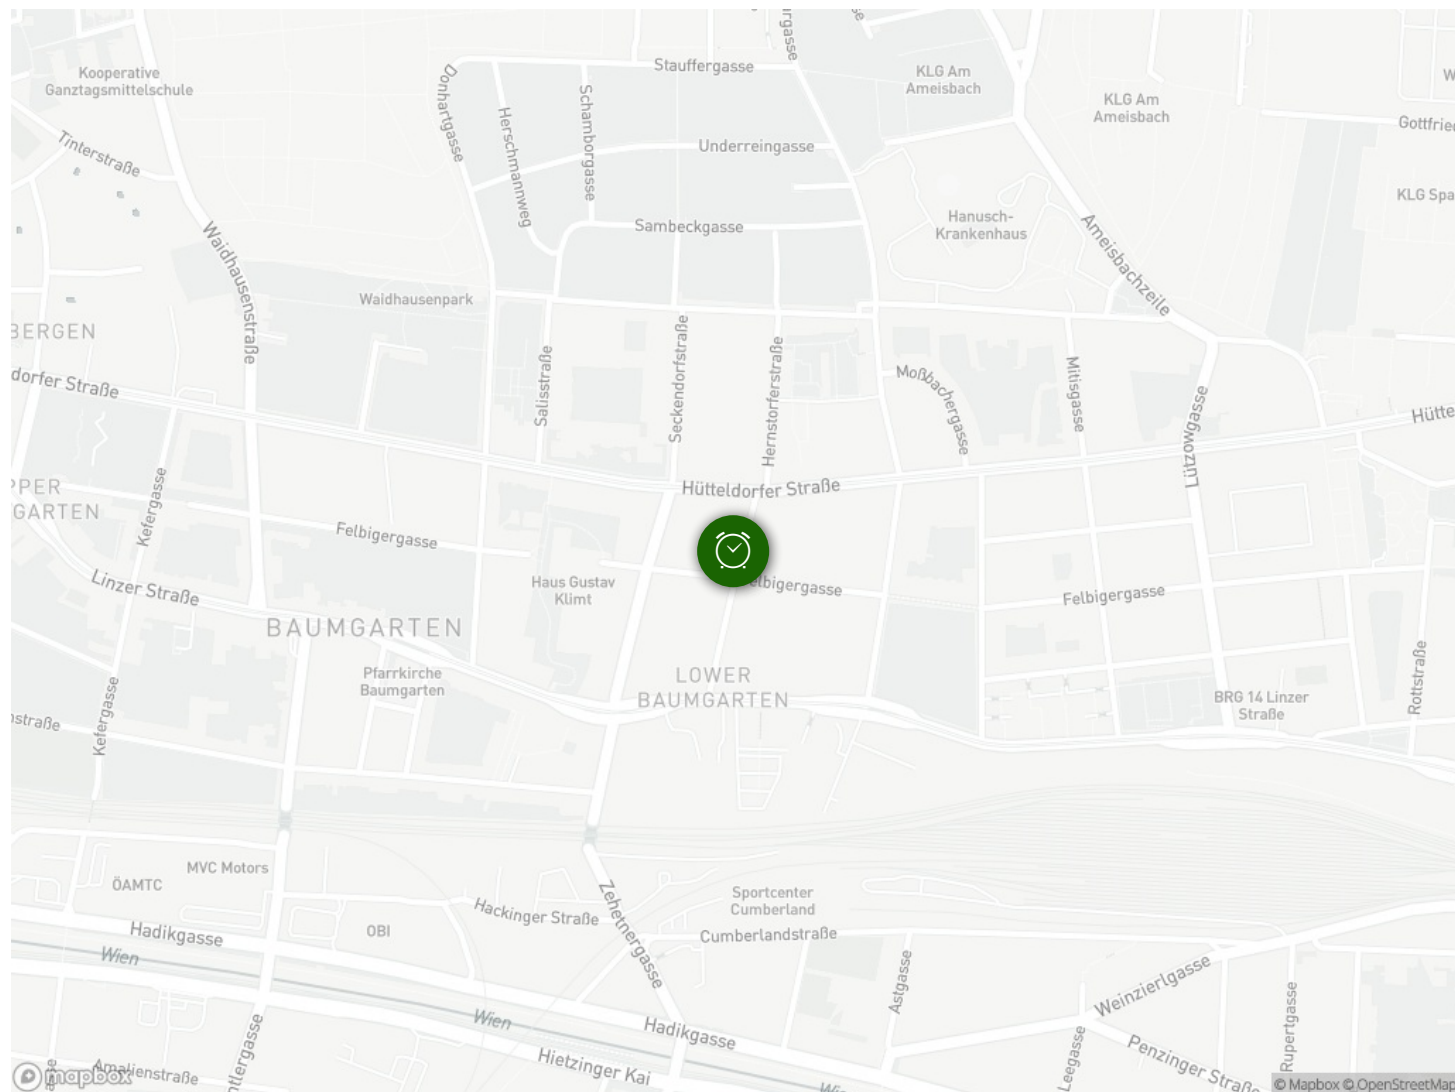 Stauffergasse
Kooperative
Ganztagsmittelschule
KLG Am
Ameisbach
KLG Am
Ameisbach
Donhartgasse
Herschmannweg
Schamborgasse
Tinterstraße
Underreingasse
KLG Spa
Hanusch-
Krankenhaus
Sambeckgasse
Ameisbachzeile
Waidhausenstraße
Waidhausenpark
BERGEN
dorfer Straße
Salisstraße
Seckendorfstraße
Hernstorferstraße
Moßbachergasse
Mitisgasse
Lützowgasse
Hütte
Hütteldorfer Straße
PPER
GARTEN
Kefergasse
Felbigergasse
Linzer Straße
Haus Gustav
Klimt
elbigergasse
Felbigergasse
BAUMGARTEN
Pfarrkirche
Baumgarten
LOWER
BAUMGARTEN
BRG 14 Linzer
Straße
Rottstraße
Kefergasse
nstraße
MVC Motors
ÖAMTC
Hadikgasse
Wien
OBI
Hackinger Straße
Zehetnergasse
Sportcenter
Cumberland
Cumberlandstraße
Astgasse
Weinzierlgasse
Wien
Hadikgasse
Hietzinger Kai
Leegasse
Penzinger Straße
Rupertgasse
Amalienstraße
ntlergasse
mapbox
© Mapbox © OpenStreetMap